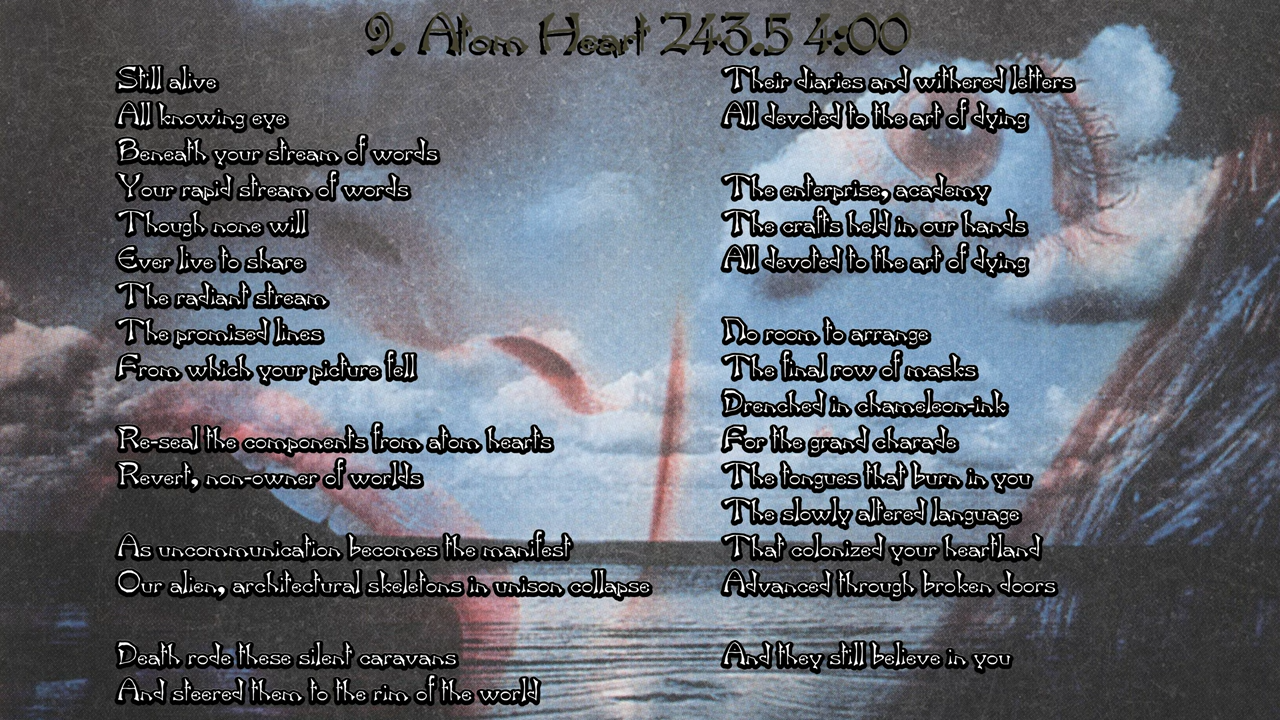 9. Atom Heart 243.5 4:00
Still alive
All knowing eye
Beneath your stream of words
Your rapid stream of words
Though none will
Ever live to share
The radiant stream
The promised lines
From which your picture fell
Re-seal the components from atom hearts
Revert, non-owner of worlds
As uncommunication becomes the manifest
Our alien, architectural skeletons in unison collapse
Death rode these silent caravans
And steered them to the rim of the world
Their diaries and withered letters
All devoted to the art of dying
The enterprise, academy
The crafts held in our hands
All devoted to the art of dying
No room to arrange
The final row of masks
Drenched in chameleon-ink
For the grand charade
The tongues that burn in you
The slowly altered language
That colonized your heartland
Advanced through broken doors
And they still believe in you